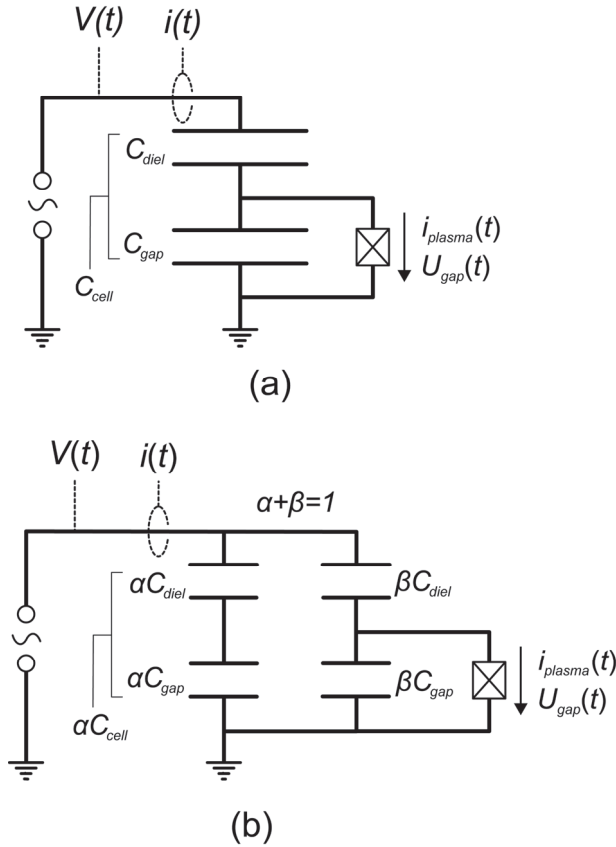 V(t) i(t)
C_diel
C_gap
C_cell
i_plasma(t)
U_gap(t)
(a)
V(t) i(t)
α+β=1
αC_diel βC_diel
αC_gap βC_gap
αC_cell
i_plasma(t)
U_gap(t)
(b)